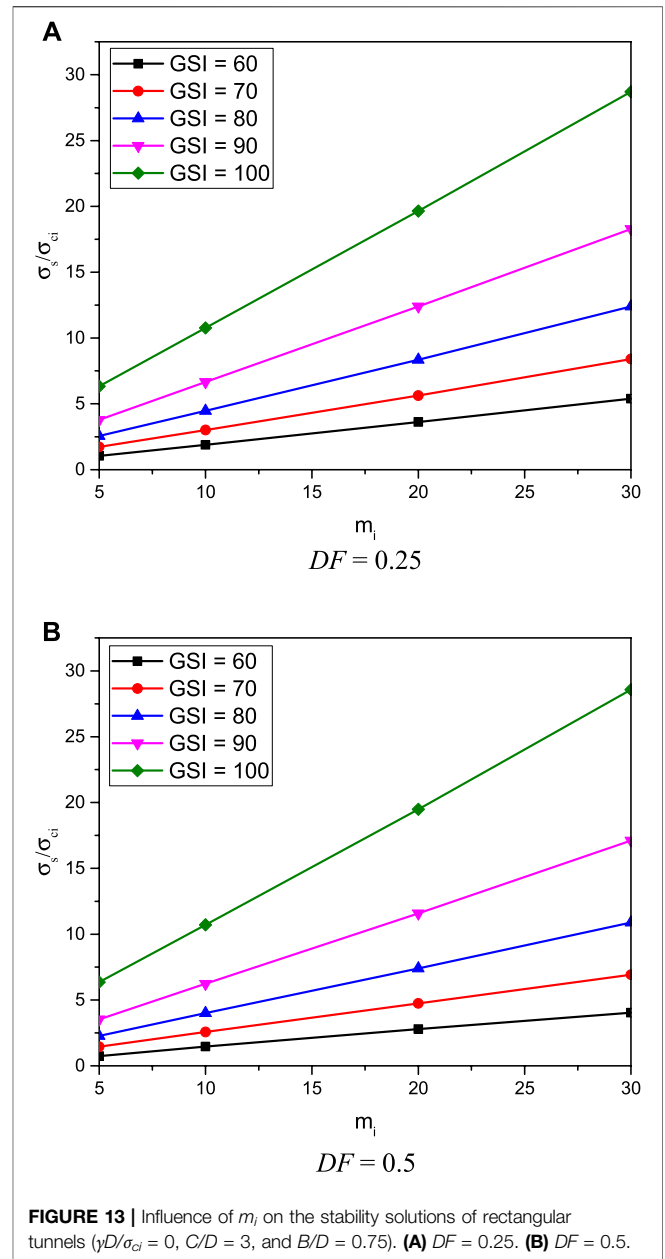 A
GSI = 60
GSI = 70
GSI = 80
GSI = 90
GSI = 100
30
25
20
15
10
5
0
σs/σci
5 10 15 20 25 30
mi
DF = 0.25
B
GSI = 60
GSI = 70
GSI = 80
GSI = 90
GSI = 100
30
25
20
15
10
5
0
σs/σci
5 10 15 20 25 30
mi
DF = 0.5
FIGURE 13 | Influence of mi on the stability solutions of rectangular
tunnels (γD/σci = 0, C/D = 3, and B/D = 0.75). (A) DF = 0.25. (B) DF = 0.5.